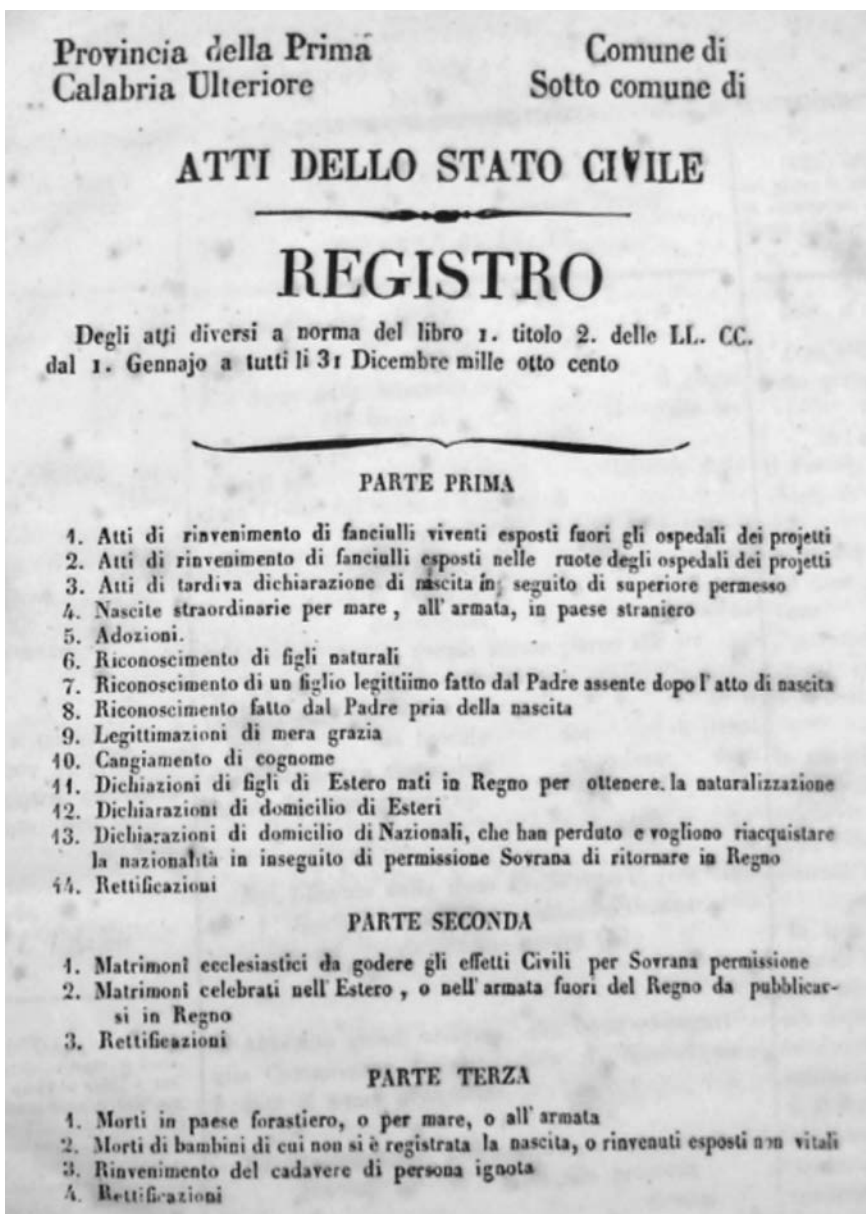 Provincia della Prima
Calabria Ulteriore
Comune di
Sotto comune di
ATTI DELLO STATO CIVILE
REGISTRO
Degli atti diversi a norma del libro 1. titolo 2. delle LL. CC.
dal 1. Gennajo a tutti li 31 Dicembre mille otto cento
PARTE PRIMA
1. Atti di rinvenimento di fanciulli viventi esposti fuori gli ospedali dei projetti
2. Atti di rinvenimento di fanciulli esposti nelle ruote degli ospedali dei projetti
3. Atti di tardiva dichiarazione di nascita in; seguito di superiore permesso
4. Nascite straordinarie per mare, all' armata, in paese straniero
5. Adozioni.
6. Riconoscimento di figli naturali
7. Riconoscimento di un figlio legittiimo fatto dal Padre assente dopo l' atto di nascita
8. Riconoscimento fatto dal Padre pria della nascita
9. Legittimazioni di mera grazia
10. Cangiamento di cognome
11. Dichiazioni di figli di Estero nati in Regno per ottenere. la naturalizzazione
12. Dichiarazioni di domicilio di Esteri
13. Dichiarazioni di domicilio di Nazionali, che han perduto e vogliono riacquistare
la nazionalità in inseguito di permissione Sovrana di ritornare in Regno
14. Rettificazioni
PARTE SECONDA
1. Matrimonî ecclesiastici da godere gli effetti Civili per Sovrana permissione
2. Matrimonî celebrati nell' Estero, o nell' armata fuori del Regno da pubblicar-
si in Regno
3. Rettificazioni
PARTE TERZA
1. Morti in paese forastiero, o per mare, o all' armata
2. Morti di bambini di cui non si è registrata la nascita, o rinvenuti esposti non vitali
3. Rinvenimento del cadavere di persona ignota
4. Rettificazioni